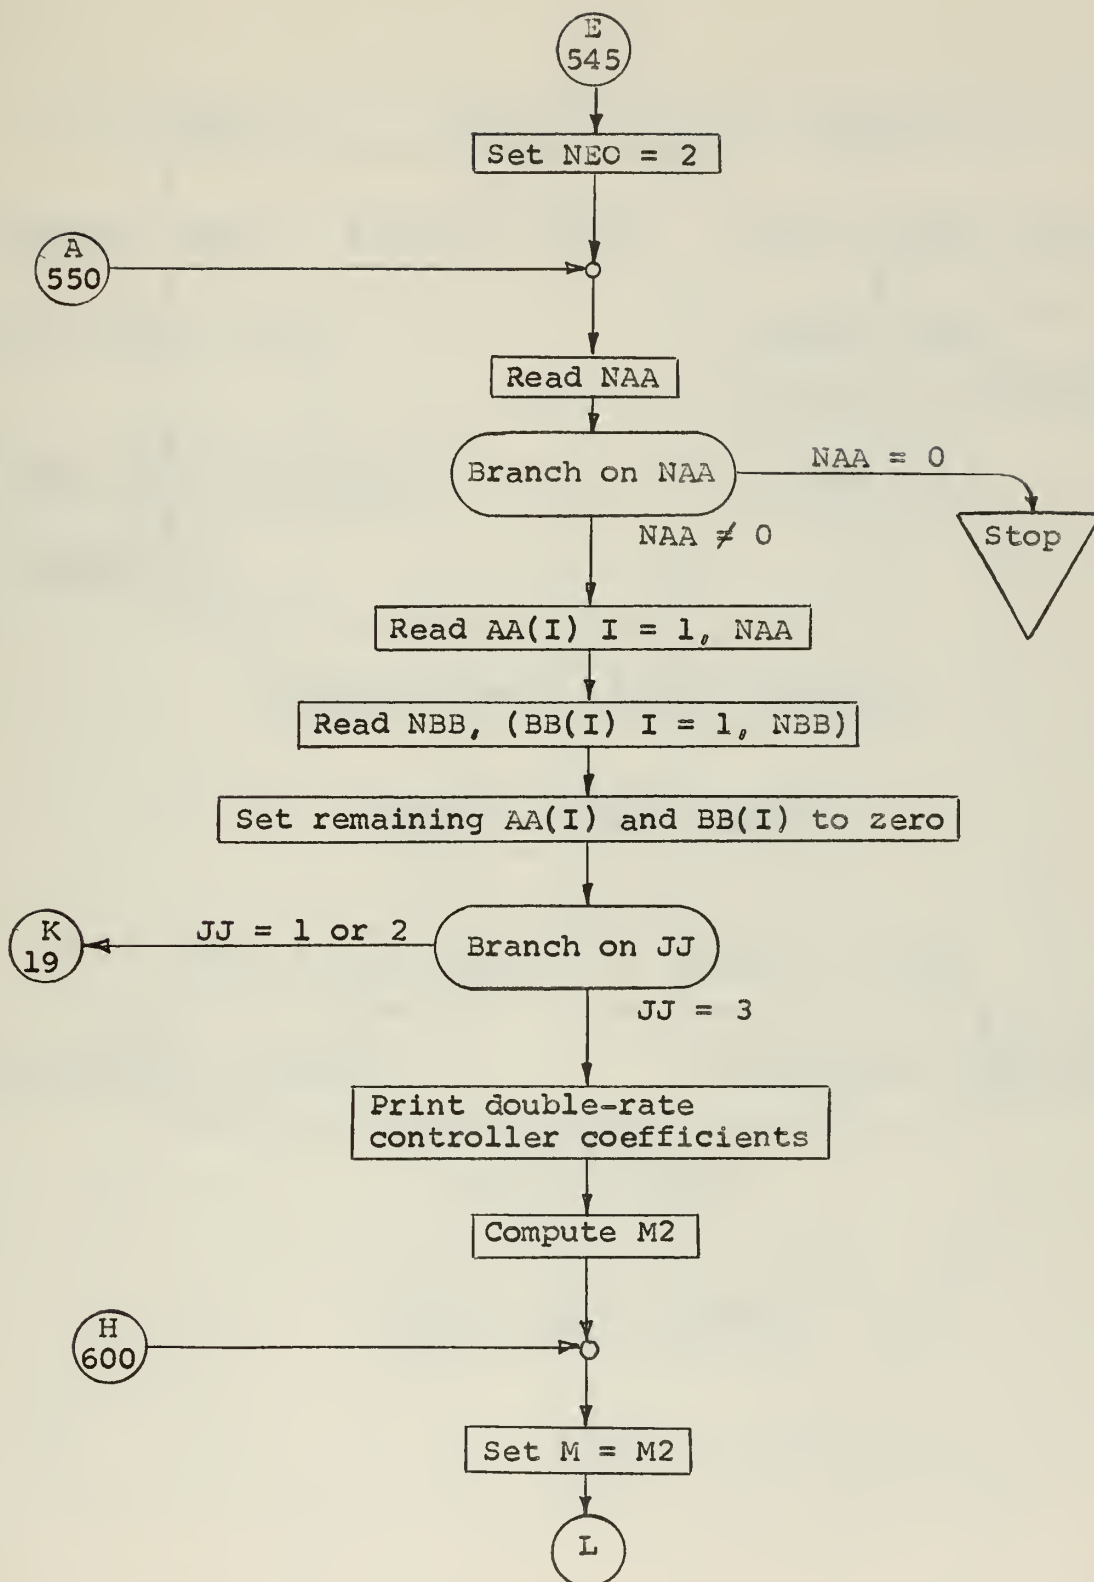 E
545
Set NEO = 2
A
550
Read NAA
Branch on NAA
NAA = 0
NAA ≠ 0
Stop
Read AA(I) I = 1, NAA
Read NBB, (BB(I) I = 1, NBB)
Set remaining AA(I) and BB(I) to zero
K
19
JJ = 1 or 2
Branch on JJ
JJ = 3
Print double-rate
controller coefficients
Compute M2
H
600
Set M = M2
L